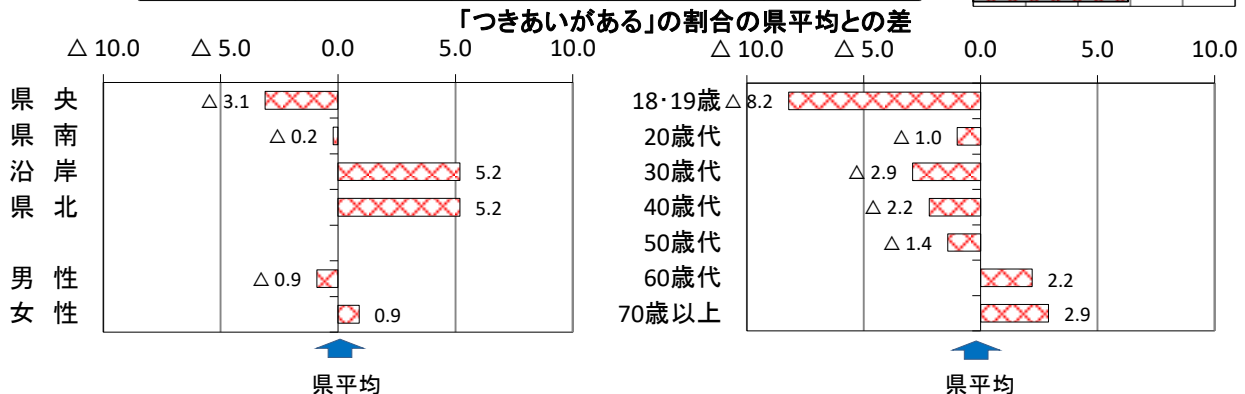 「つきあいがある」の割合の県平均との差
△ 10.0 △ 5.0 0.0 5.0 10.0
県 央 △ 3.1
県 南 △ 0.2
沿 岸 5.2
県 北 5.2
男 性 △ 0.9
女 性 0.9
県平均
△ 10.0 △ 5.0 0.0 5.0 10.0
18･19歳 △ 8.2
20歳代 △ 1.0
30歳代 △ 2.9
40歳代 △ 2.2
50歳代 △ 1.4
60歳代 2.2
70歳以上 2.9
県平均